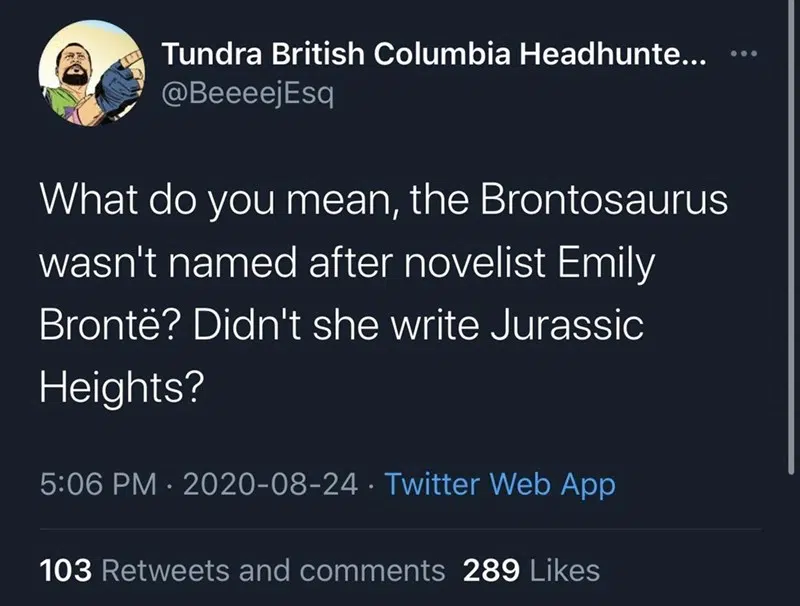 Tundra British Columbia Headhunte...
@BeeeejEsq
What do you mean, the Brontosaurus
wasn't named after novelist Emily
Brontë? Didn't she write Jurassic
Heights?
5:06 PM · 2020-08-24 · Twitter Web App
103 Retweets and comments 289 Likes